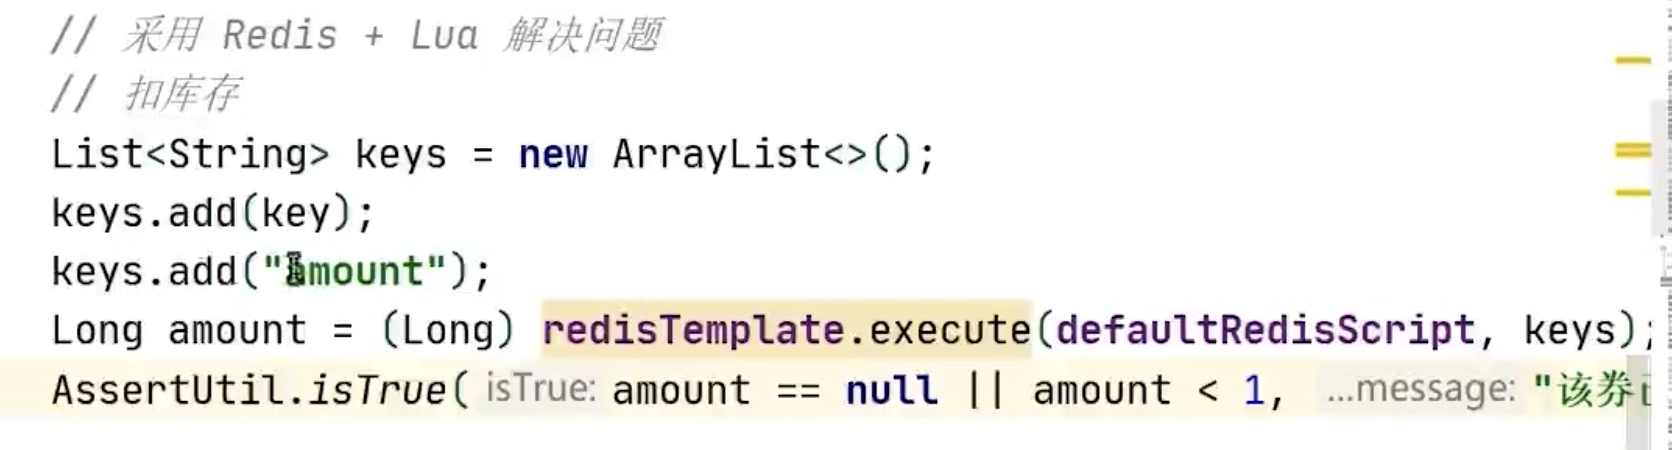 // 采用 Redis + Lua 解决问题
// 扣库存
List<String> keys = new ArrayList<>();
keys.add(key);
keys.add("amount");
Long amount = (Long) redisTemplate.execute(defaultRedisScript, keys);
AssertUtil.isTrue( isTrue: amount == null || amount < 1, ...message: "该券